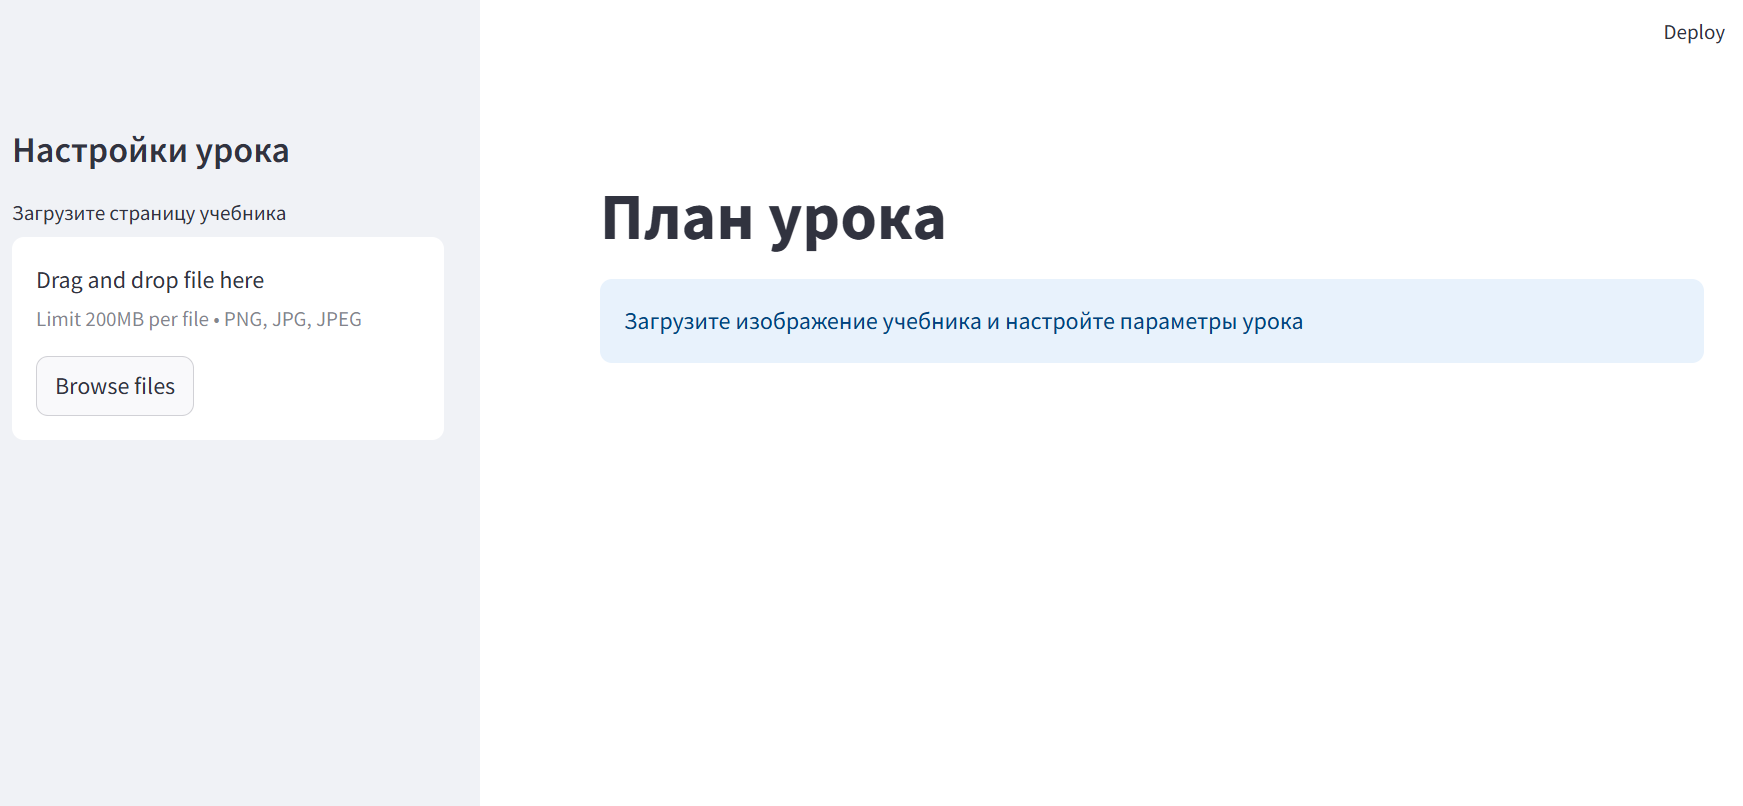 Deploy
Настройки урока
Загрузите страницу учебника
Drag and drop file here
Limit 200MB per file • PNG, JPG, JPEG
Browse files
План урока
Загрузите изображение учебника и настройте параметры урока